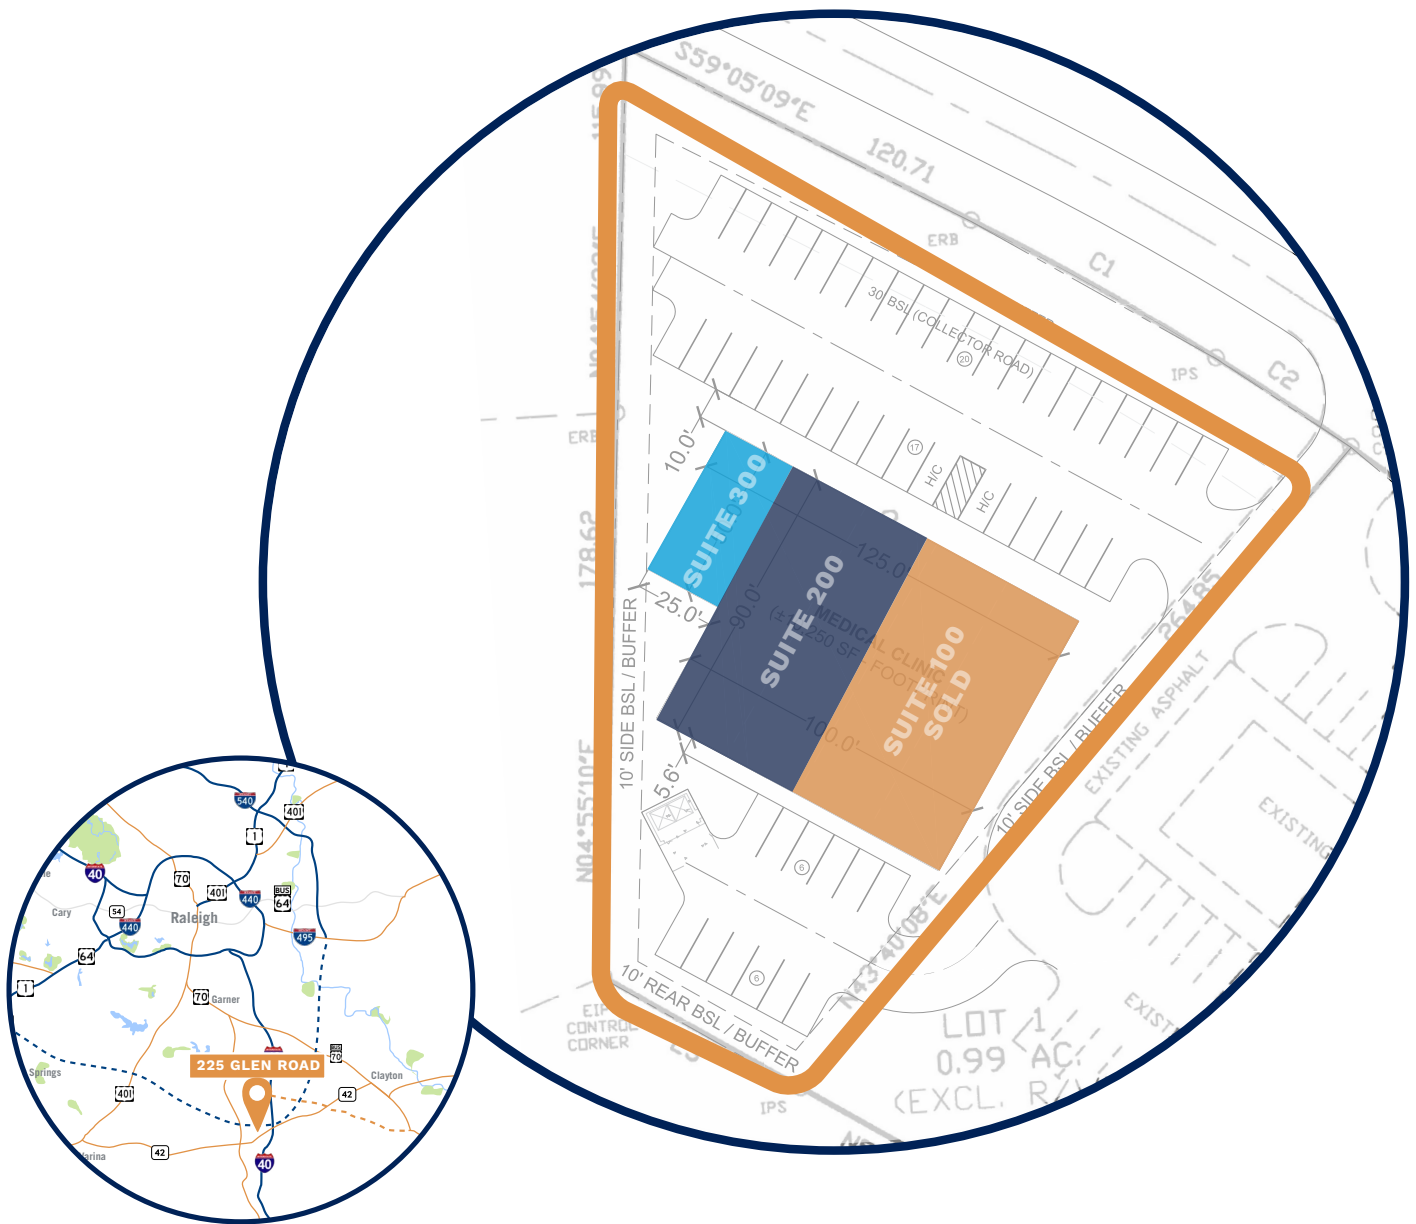 S59°05'09"E
120.71
ERB
C1
IPS
C2
30' BSL (COLLECTOR ROAD)
20
17
H/C
H/C
ERB
10.0'
SUITE 300
125.0'
178.62
25.0'
90.0'
SUITE 200
MEDICAL CLINIC
SUITE 100
SOLD
100.0'
264.85
10' SIDE BSL / BUFFER
5.6'
10' SIDE BSL / BUFFER
EXISTING ASPHALT
EXISTING
N04°55'10"E
6
6
N43°40'08"E
10' REAR BSL / BUFFER
CONTROL
CORNER
LOT 1
0.99 AC.
IPS
540
401
1
40
70
401
440
BUS
64
Cary
54
440
Raleigh
495
64
1
70
Garner
225 GLEN ROAD
BUS
70
Springs
401
42
Clayton
42
40